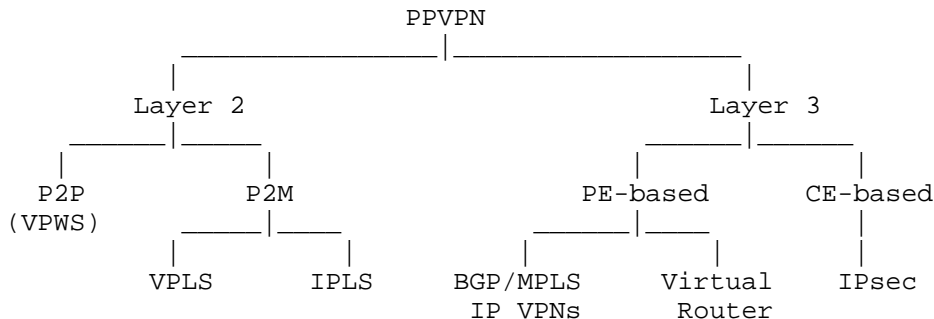 PPVPN
Layer 2 Layer 3
P2P P2M PE-based CE-based
(VPWS)
VPLS IPLS BGP/MPLS Virtual IPsec
IP VPNs Router